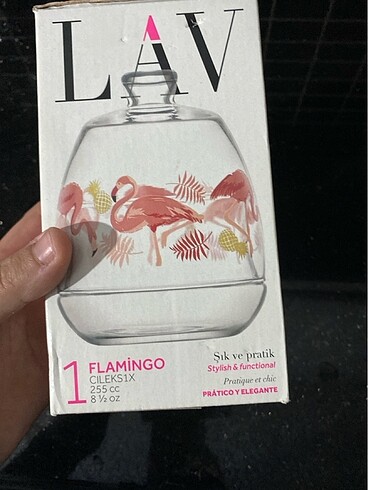 LAV
1 FLAMİNGO
ÇILEKS1X
255 cc
8 ½ oz
Şık ve pratik
Stylish & functional
Pratique et chic
PRÁTICO Y ELEGANTE